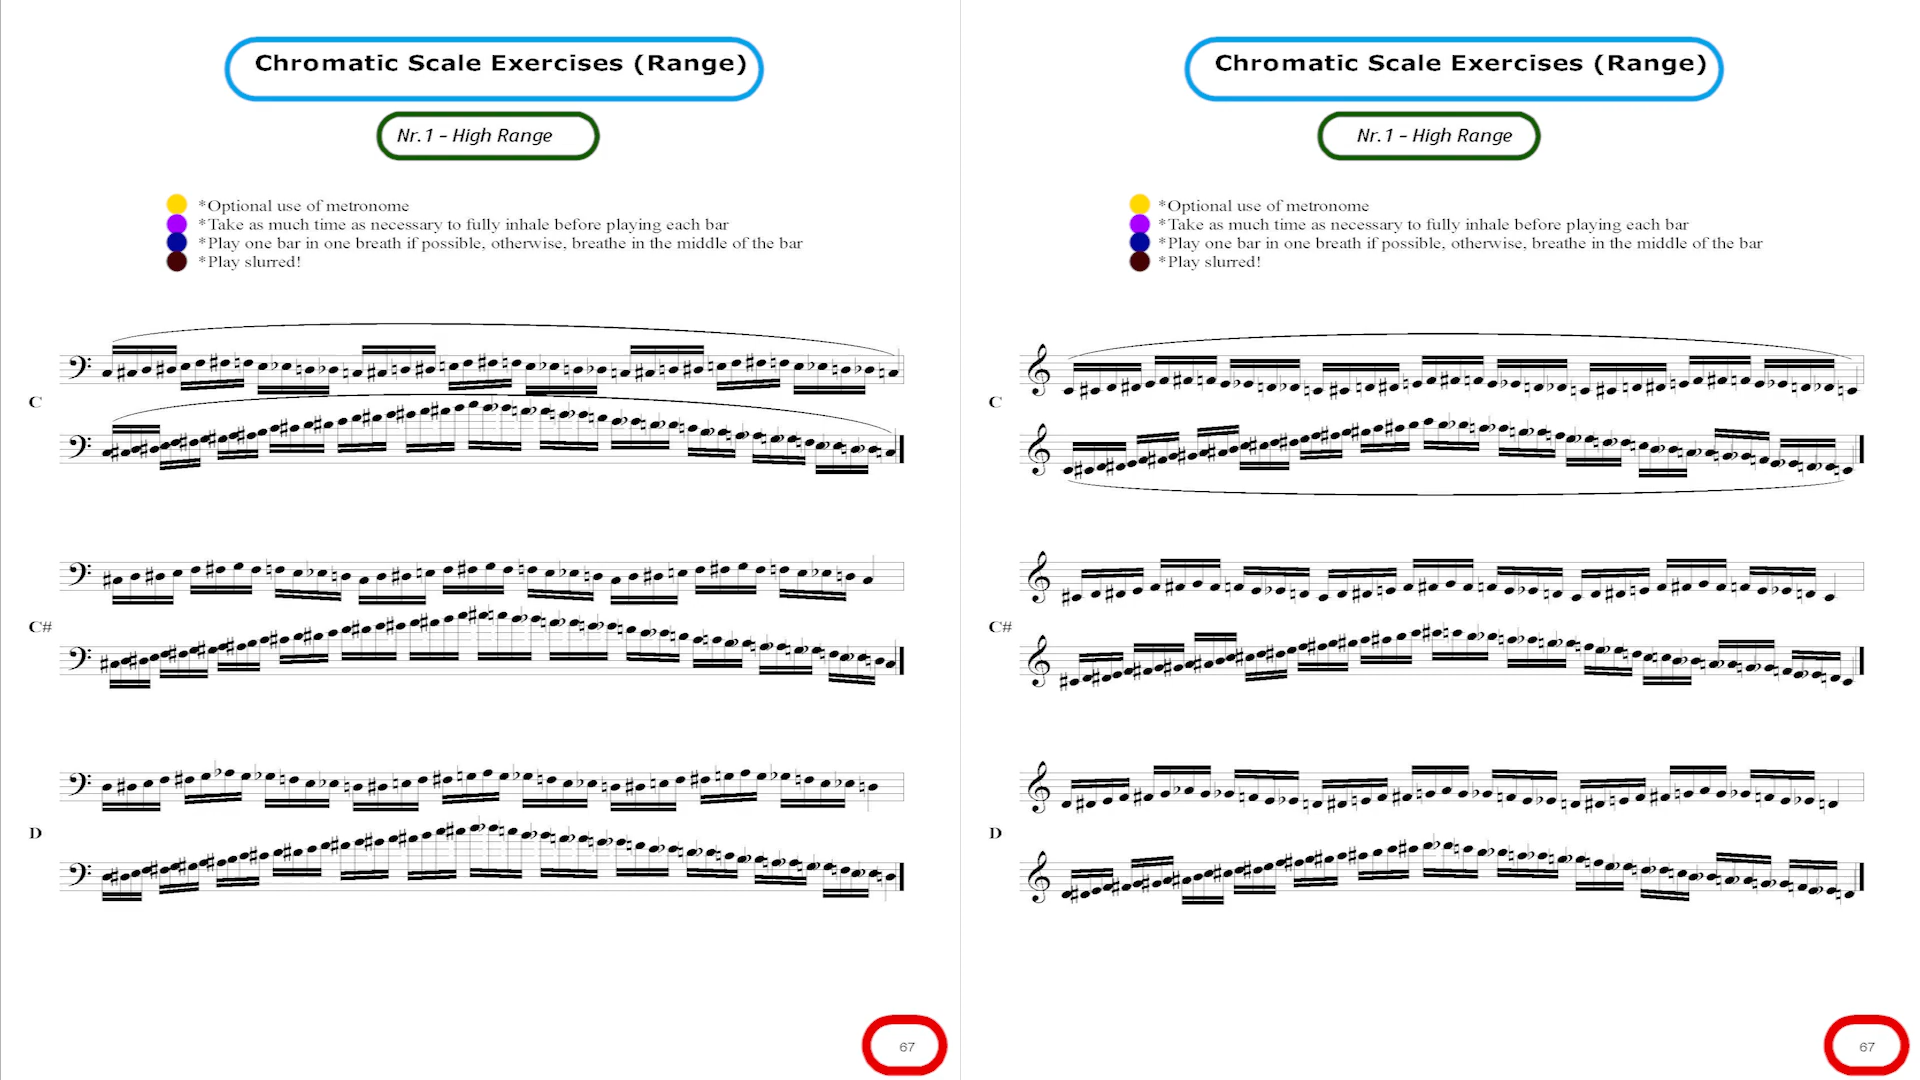 Chromatic Scale Exercises (Range)
Nr.1 – High Range
*Optional use of metronome
*Take as much time as necessary to fully inhale before playing each bar
*Play one bar in one breath if possible, otherwise, breathe in the middle of the bar
*Play slurred!
C
C#
D
67
Chromatic Scale Exercises (Range)
Nr.1 – High Range
*Optional use of metronome
*Take as much time as necessary to fully inhale before playing each bar
*Play one bar in one breath if possible, otherwise, breathe in the middle of the bar
*Play slurred!
C
C#
D
67